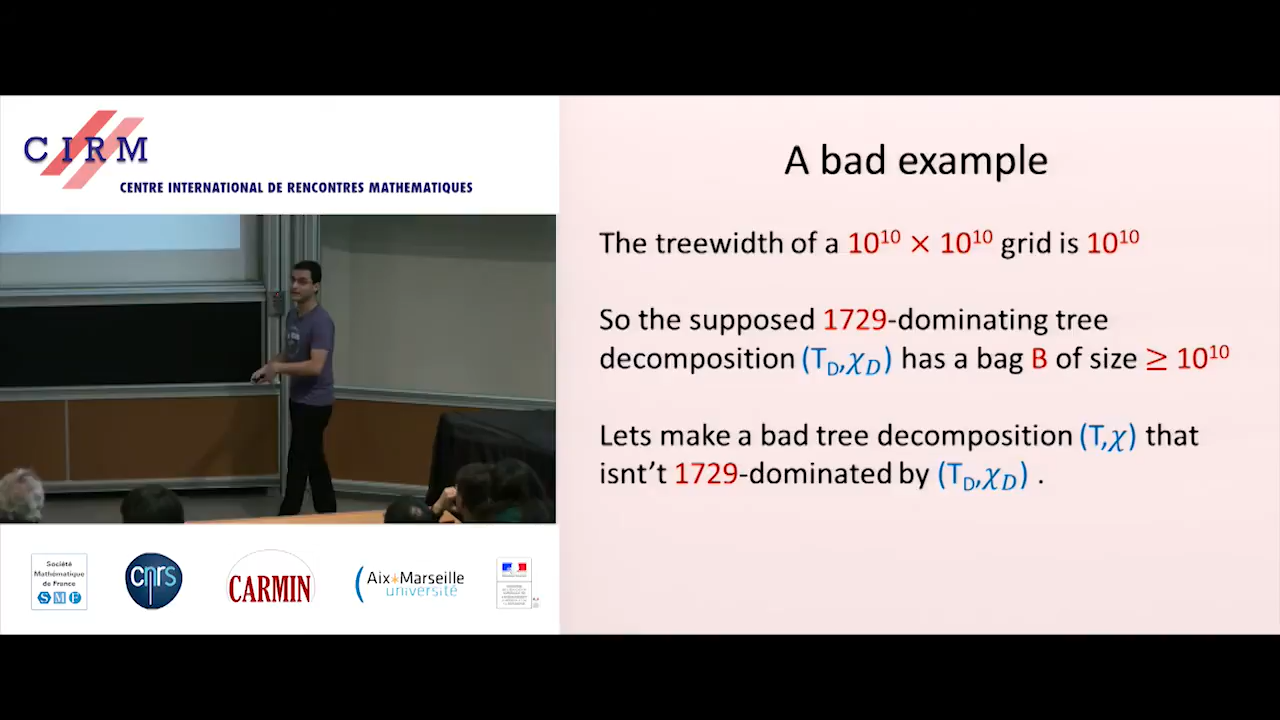 CIRM
CENTRE INTERNATIONAL DE RENCONTRES MATHEMATIQUES
A bad example
The treewidth of a 10¹⁰ × 10¹⁰ grid is 10¹⁰
So the supposed 1729-dominating tree
decomposition (T_D,χ_D) has a bag B of size ≥ 10¹⁰
Lets make a bad tree decomposition (T,χ) that
isnt't 1729-dominated by (T_D,χ_D) .
Société
Mathématique
de France
SMF
cnrs
CARMIN
Aix*Marseille
université